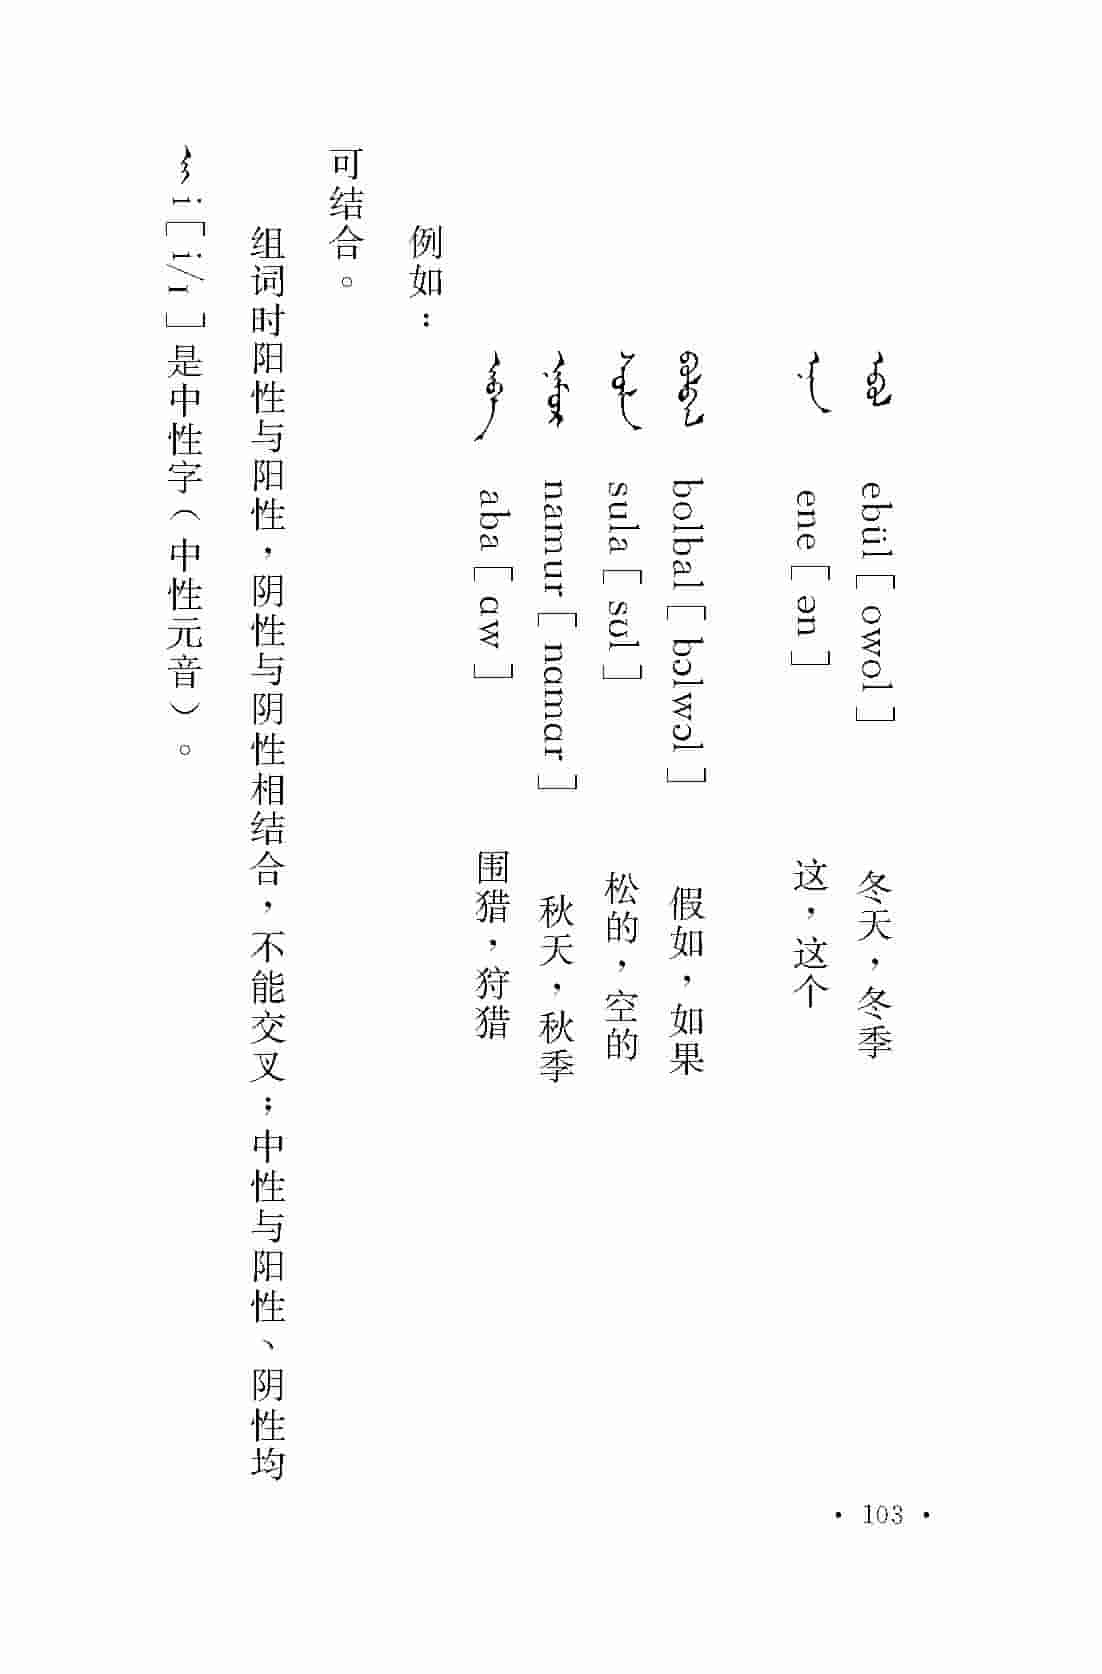 ᠢ i［i/ɪ］是中性字（中性元音）。
组词时阳性与阳性，阴性与阴性相结合，不能交叉；中性与阳性、阴性均
可结合。
例如：
ᠠᠪᠠ aba［ɑw］ 围猎，狩猎
ᠨᠠᠮᠤᠷ namur［nɑmɑr］ 秋天，秋季
ᠰᠤᠯᠠ sula［sʊl］ 松的，空的
ᠪᠣᠯᠪᠠᠯ bolbal［bɔlwɔl］ 假如，如果
ᠡᠨᠡ ene［ən］ 这，这个
ᠡᠪᠦᠯ ebül［owol］ 冬天，冬季
· 103 ·